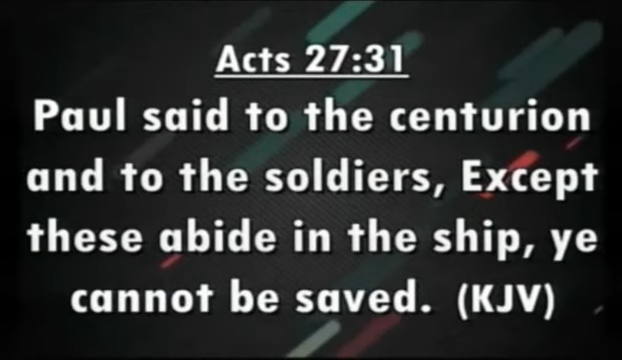 Acts 27:31
Paul said to the centurion
and to the soldiers, Except
these abide in the ship, ye
cannot be saved. (KJV)